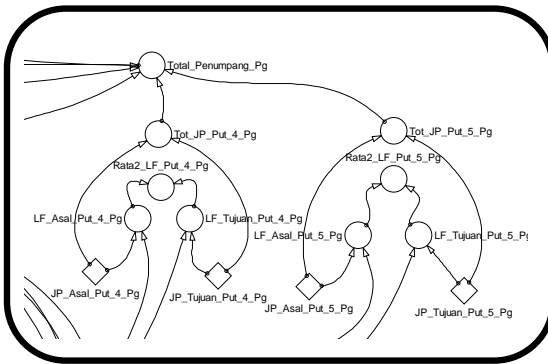 Total_Penumpang_Pg
Tot_JP_Put_4_Pg
Tot_JP_Put_5_Pg
Rata2_LF_Put_4_Pg
Rata2_LF_Put_5_Pg
LF_Asal_Put_4_Pg
LF_Tujuan_Put_4_Pg
LF_Asal_Put_5_Pg
LF_Tujuan_Put_5_Pg
JP_Asal_Put_4_Pg
JP_Tujuan_Put_4_Pg
JP_Asal_Put_5_Pg
JP_Tujuan_Put_5_Pg